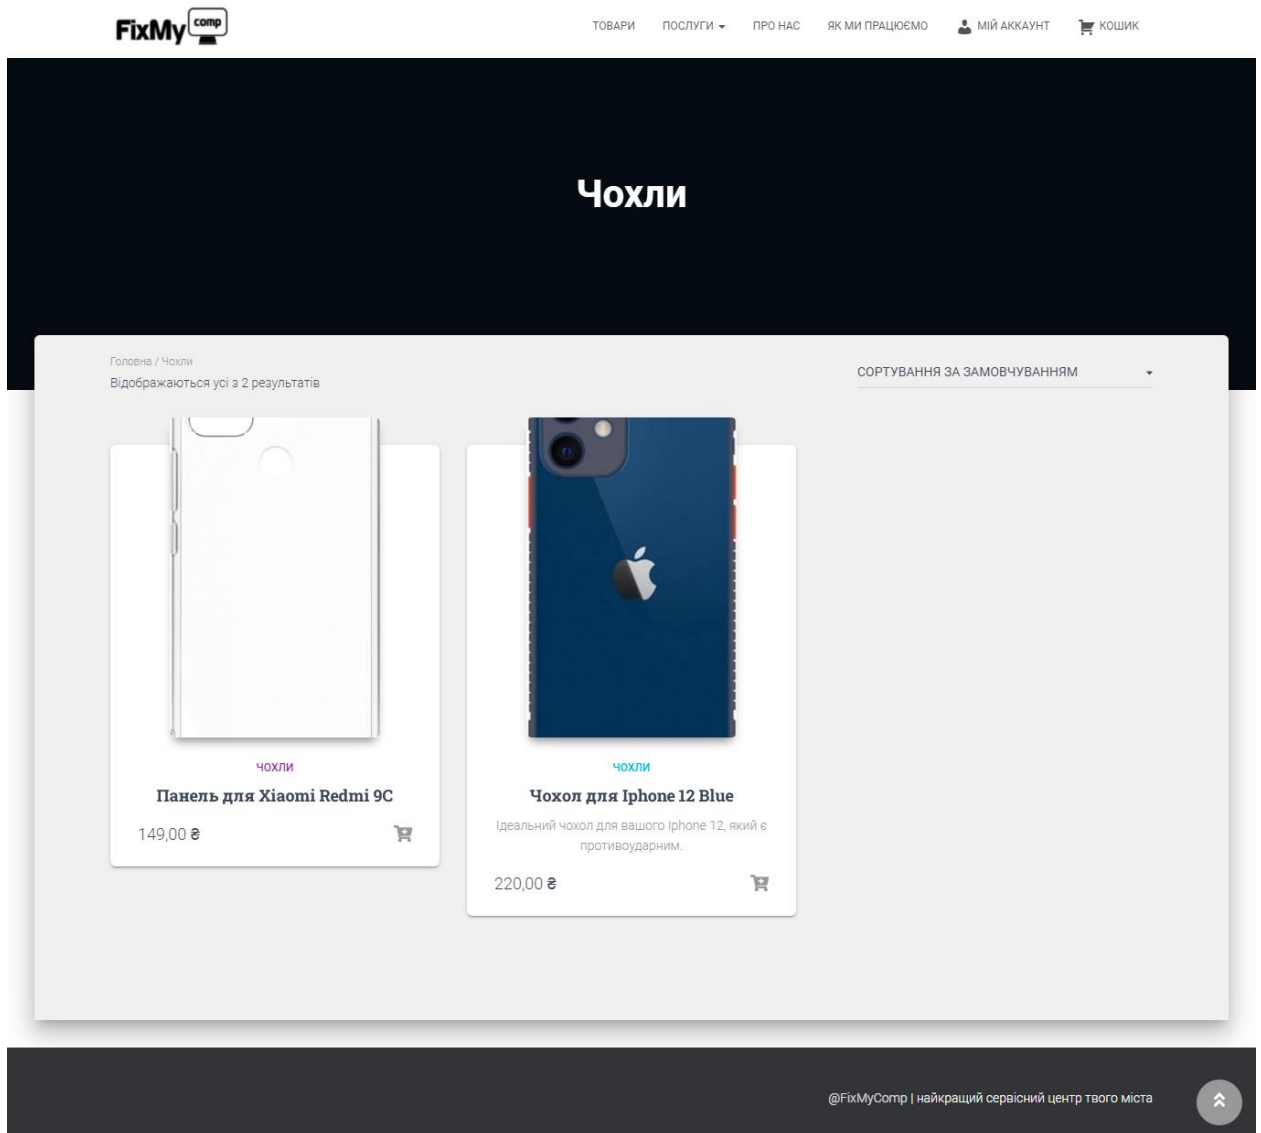 FixMy comp
ТОВАРИ ПОСЛУГИ ПРО НАС ЯК МИ ПРАЦЮЄМО МІЙ АККАУНТ КОШИК
Чохли
Головна / Чохли
Відображаються усі з 2 результатів
СОРТУВАННЯ ЗА ЗАМОВЧУВАННЯМ
ЧОХЛИ
Панель для Xiaomi Redmi 9C
149,00 ₴
ЧОХЛИ
Чохол для Iphone 12 Blue
Ідеальний чохол для вашого Iphone 12, який є
противоударним.
220,00 ₴
@FixMyComp | найкращий сервісний центр твого міста